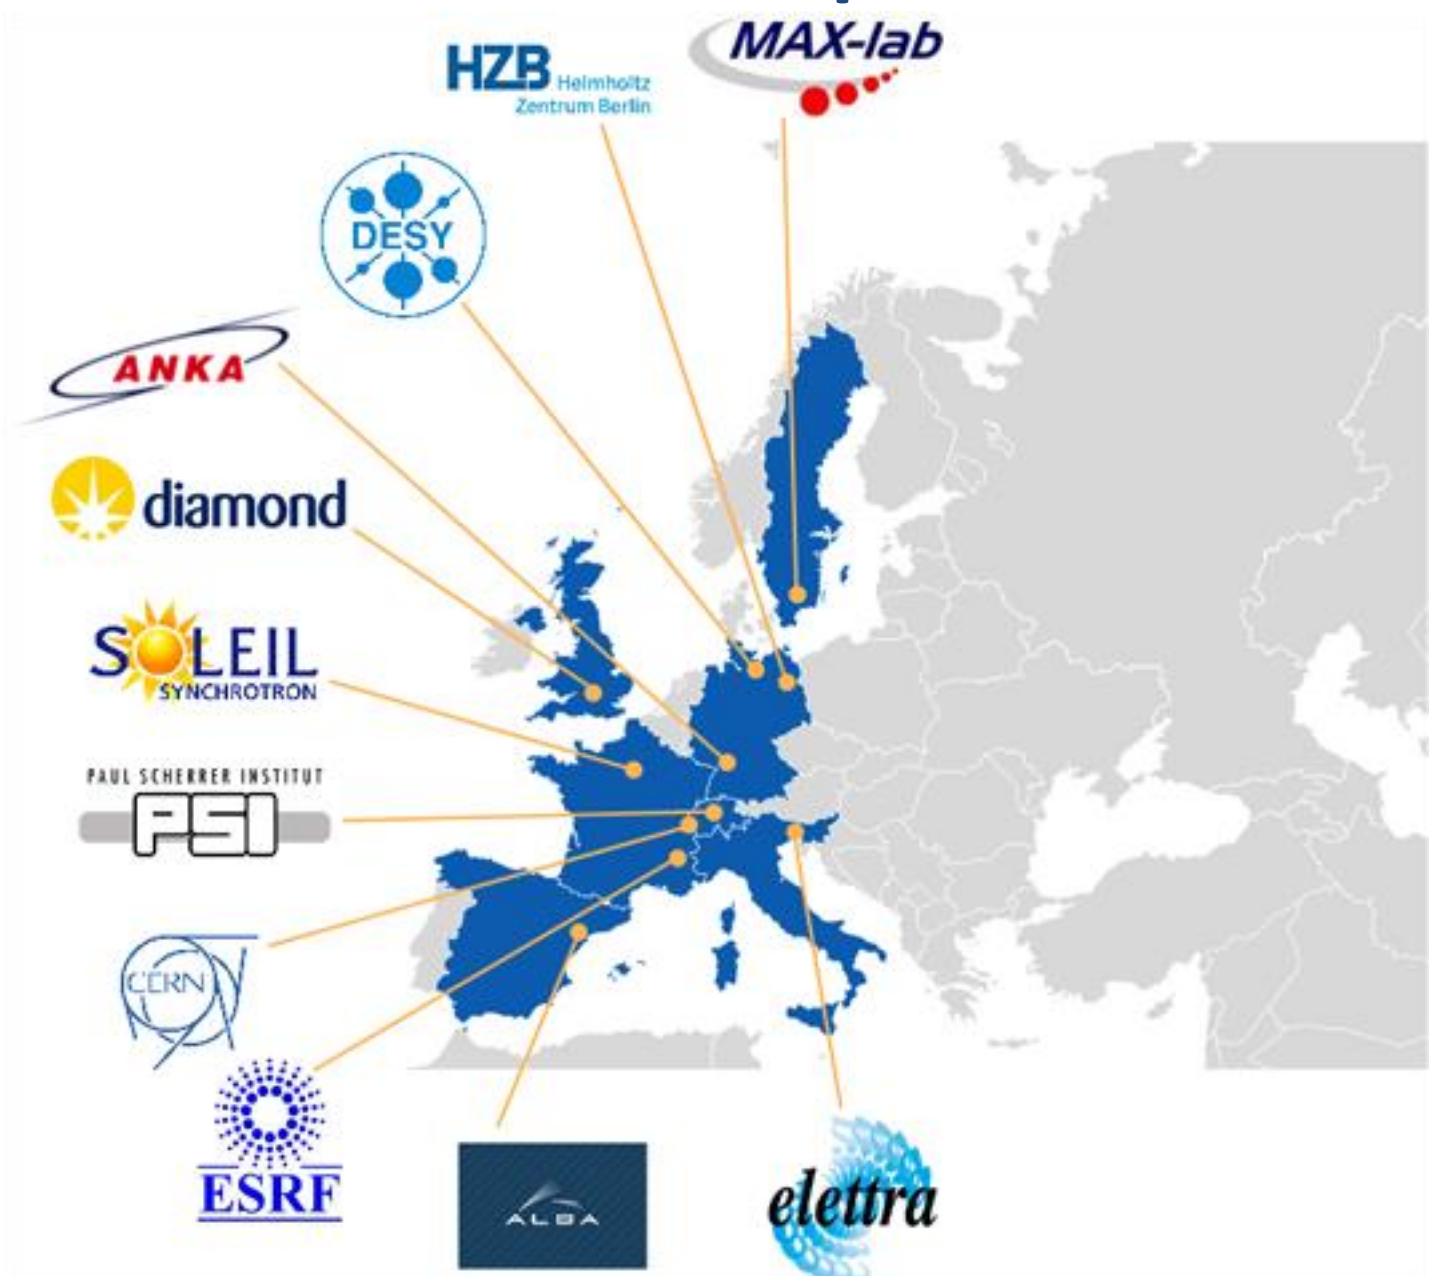 MAX-lab
HZB Helmholtz
Zentrum Berlin
DESY
ANKA
diamond
SOLEIL
SYNCHROTRON
PAUL SCHERRER INSTITUT
PSI
CERN
ESRF
ALBA
elettra